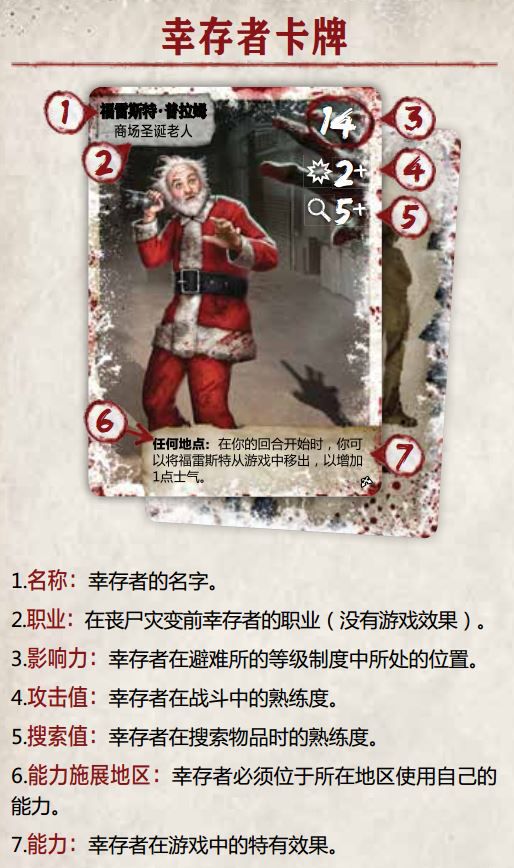 幸存者卡牌
1
福雷斯特·普拉姆
商场圣诞老人
2
14
3
2+
4
5+
5
6
任何地点：在你的回合开始时，你可
以将福雷斯特从游戏中移出，以增加
1点士气。
7
1.名称：幸存者的名字。
2.职业：在丧尸灾变前幸存者的职业（没有游戏效果）。
3.影响力：幸存者在避难所的等级制度中所处的位置。
4.攻击值：幸存者在战斗中的熟练度。
5.搜索值：幸存者在搜索物品时的熟练度。
6.能力施展地区：幸存者必须位于所在地区使用自己的
能力。
7.能力：幸存者在游戏中的特有效果。